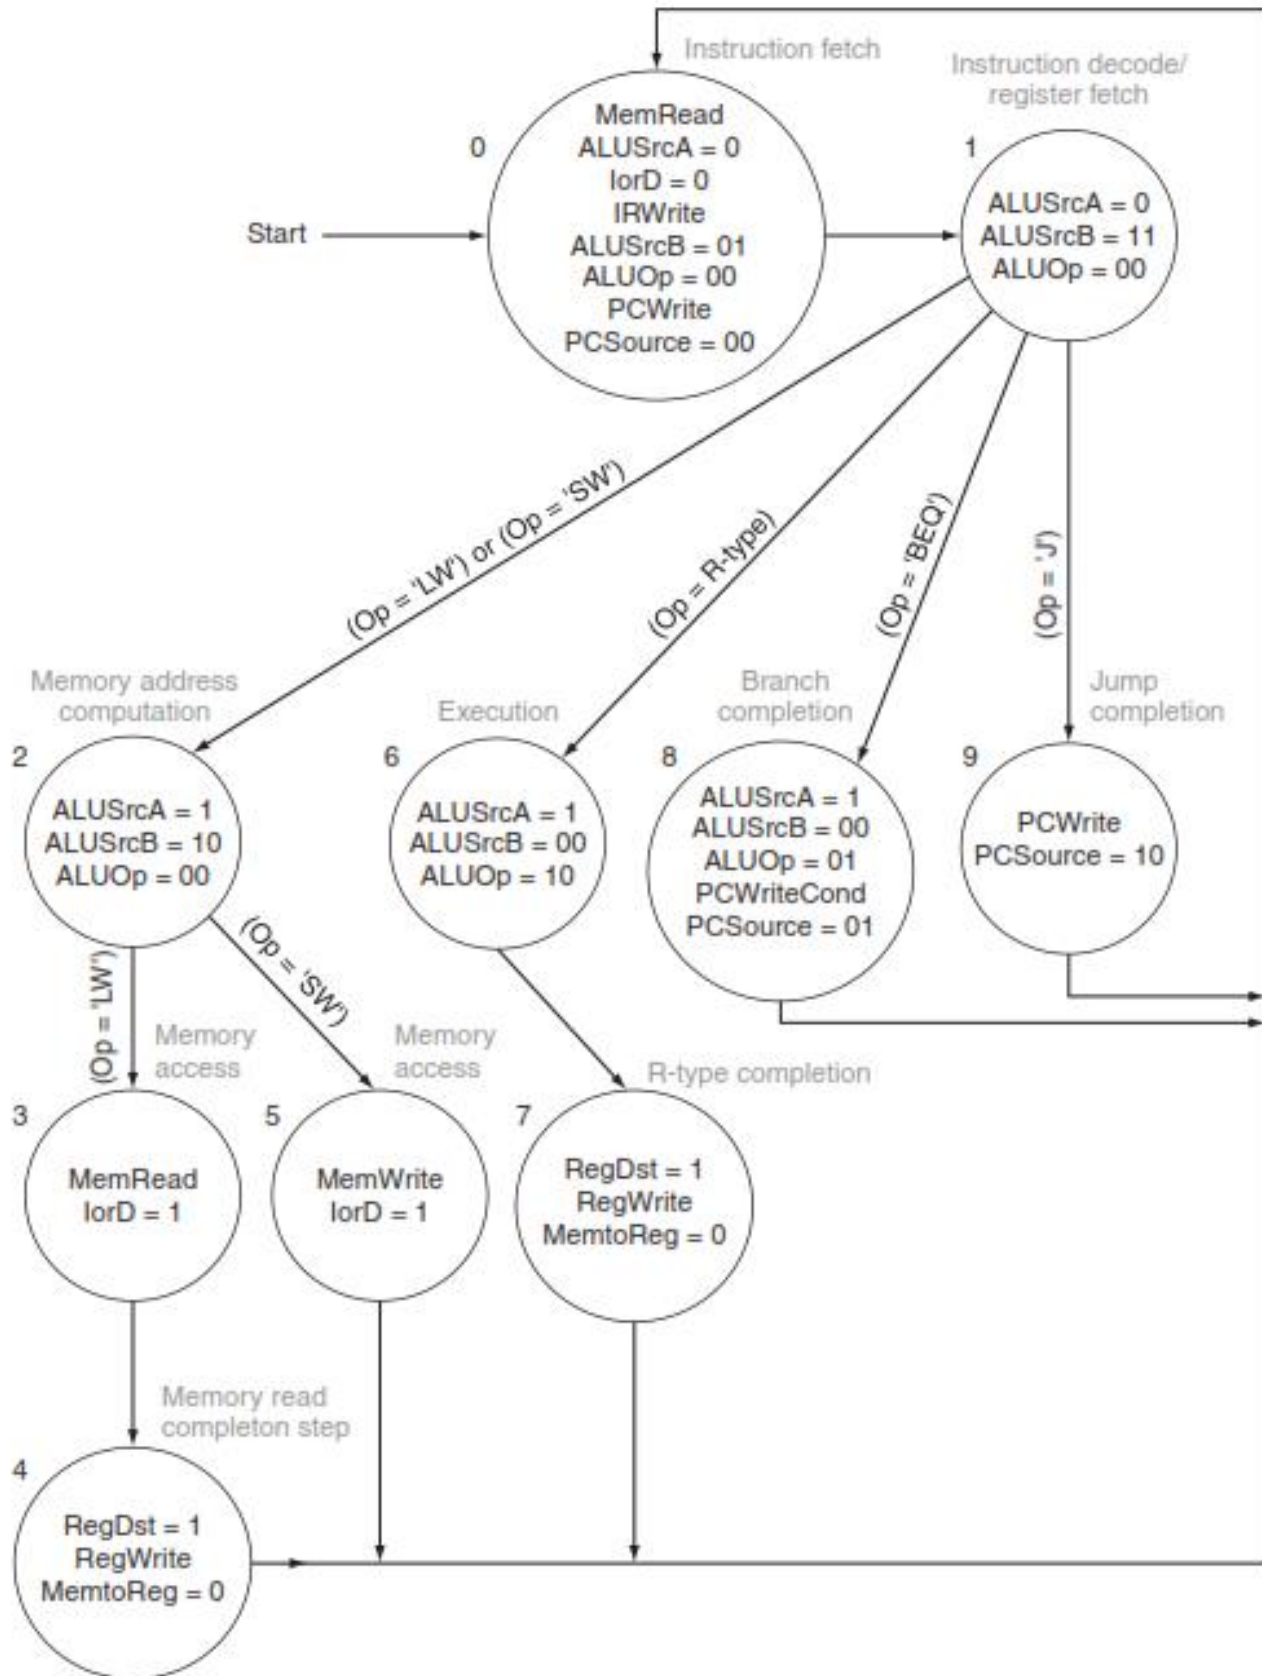 Instruction fetch
Instruction decode/
register fetch
0
MemRead
ALUSrcA = 0
IorD = 0
IRWrite
ALUSrcB = 01
ALUOp = 00
PCWrite
PCSource = 00
1
ALUSrcA = 0
ALUSrcB = 11
ALUOp = 00
Start
(Op = 'LW') or (Op = 'SW')
(Op = R-type)
(Op = 'BEQ')
(Op = 'J')
Memory address
computation
Execution
Branch
completion
Jump
completion
2
ALUSrcA = 1
ALUSrcB = 10
ALUOp = 00
6
ALUSrcA = 1
ALUSrcB = 00
ALUOp = 10
8
ALUSrcA = 1
ALUSrcB = 00
ALUOp = 01
PCWriteCond
PCSource = 01
9
PCWrite
PCSource = 10
(Op = 'LW')
(Op = 'SW')
Memory
access
Memory
access
R-type completion
3
MemRead
IorD = 1
5
MemWrite
IorD = 1
7
RegDst = 1
RegWrite
MemtoReg = 0
Memory read
completon step
4
RegDst = 1
RegWrite
MemtoReg = 0